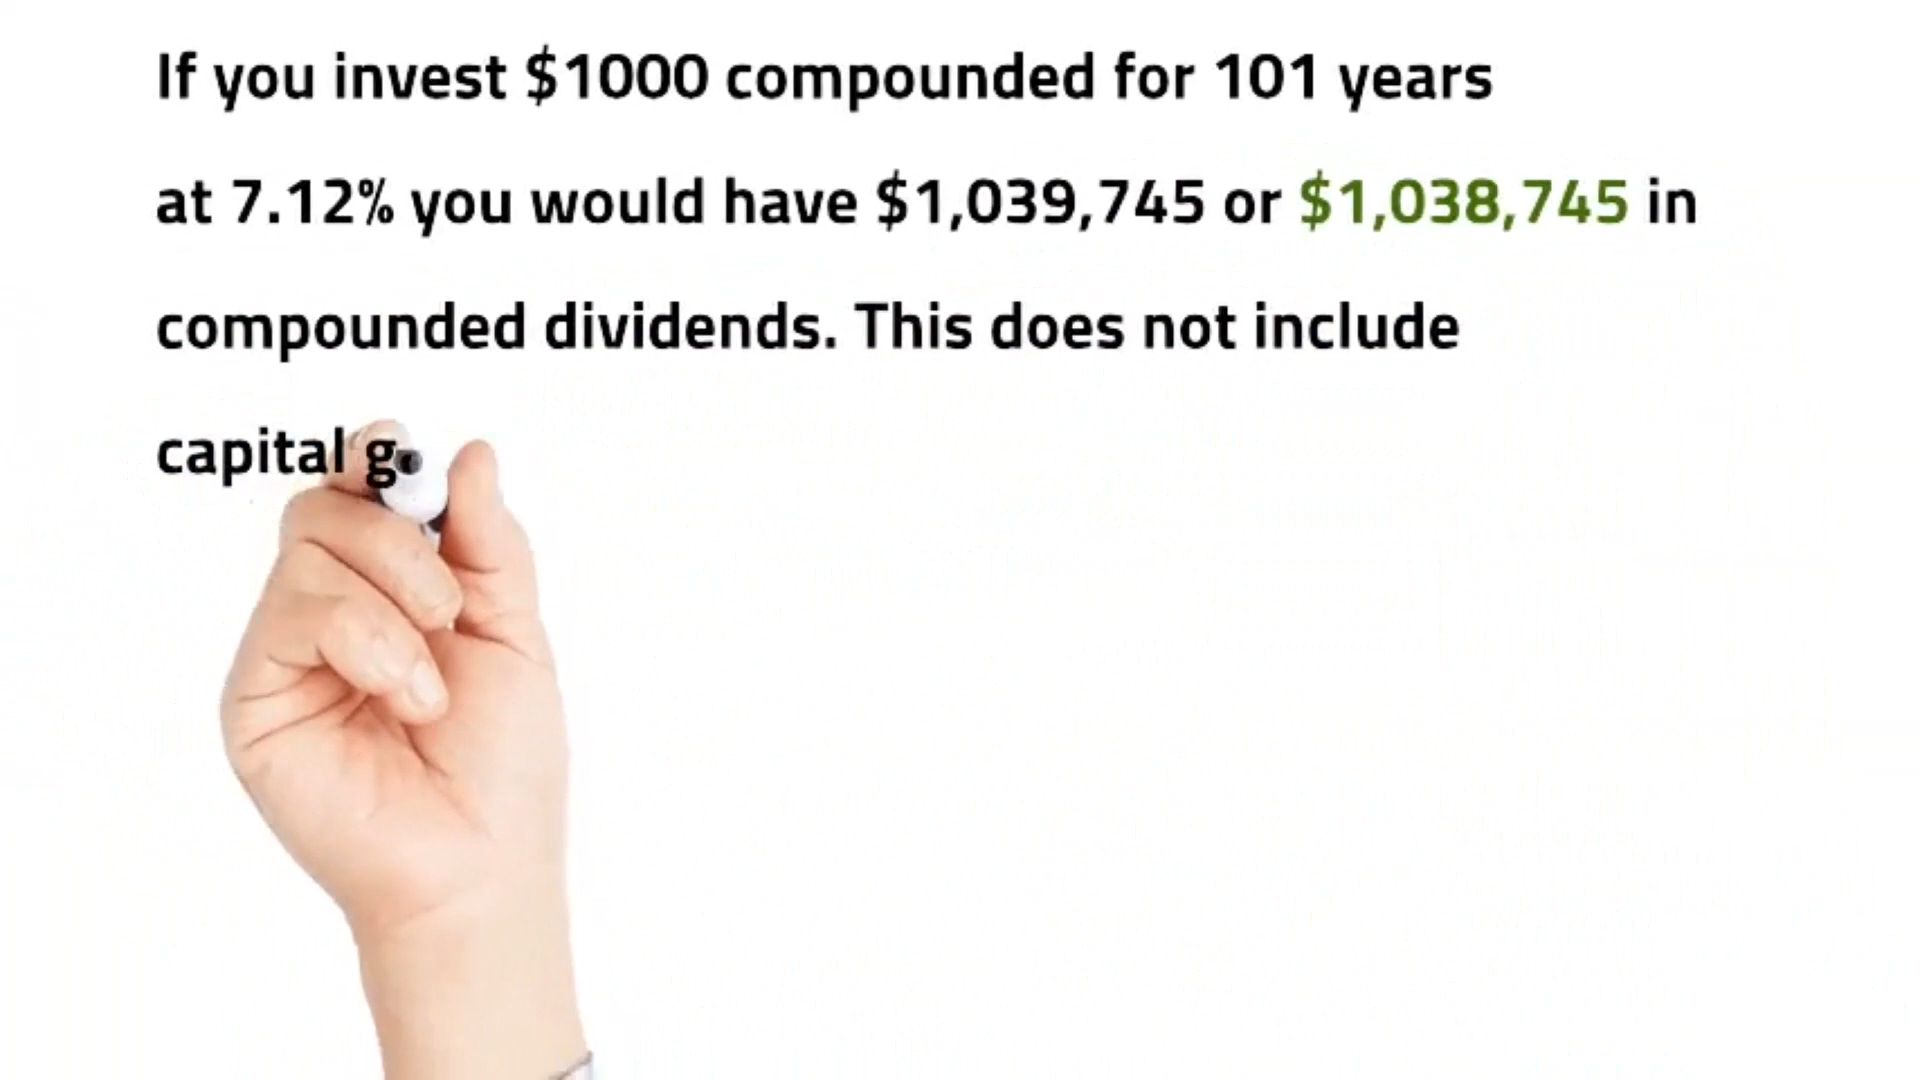 If you invest $1000 compounded for 101 years
at 7.12% you would have $1,039,745 or $1,038,745 in
compounded dividends. This does not include
capital g